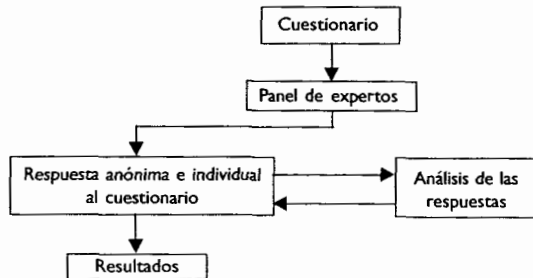 Cuestionario
Panel de expertos
Respuesta anónima e individual
al cuestionario
Análisis de las
respuestas
Resultados